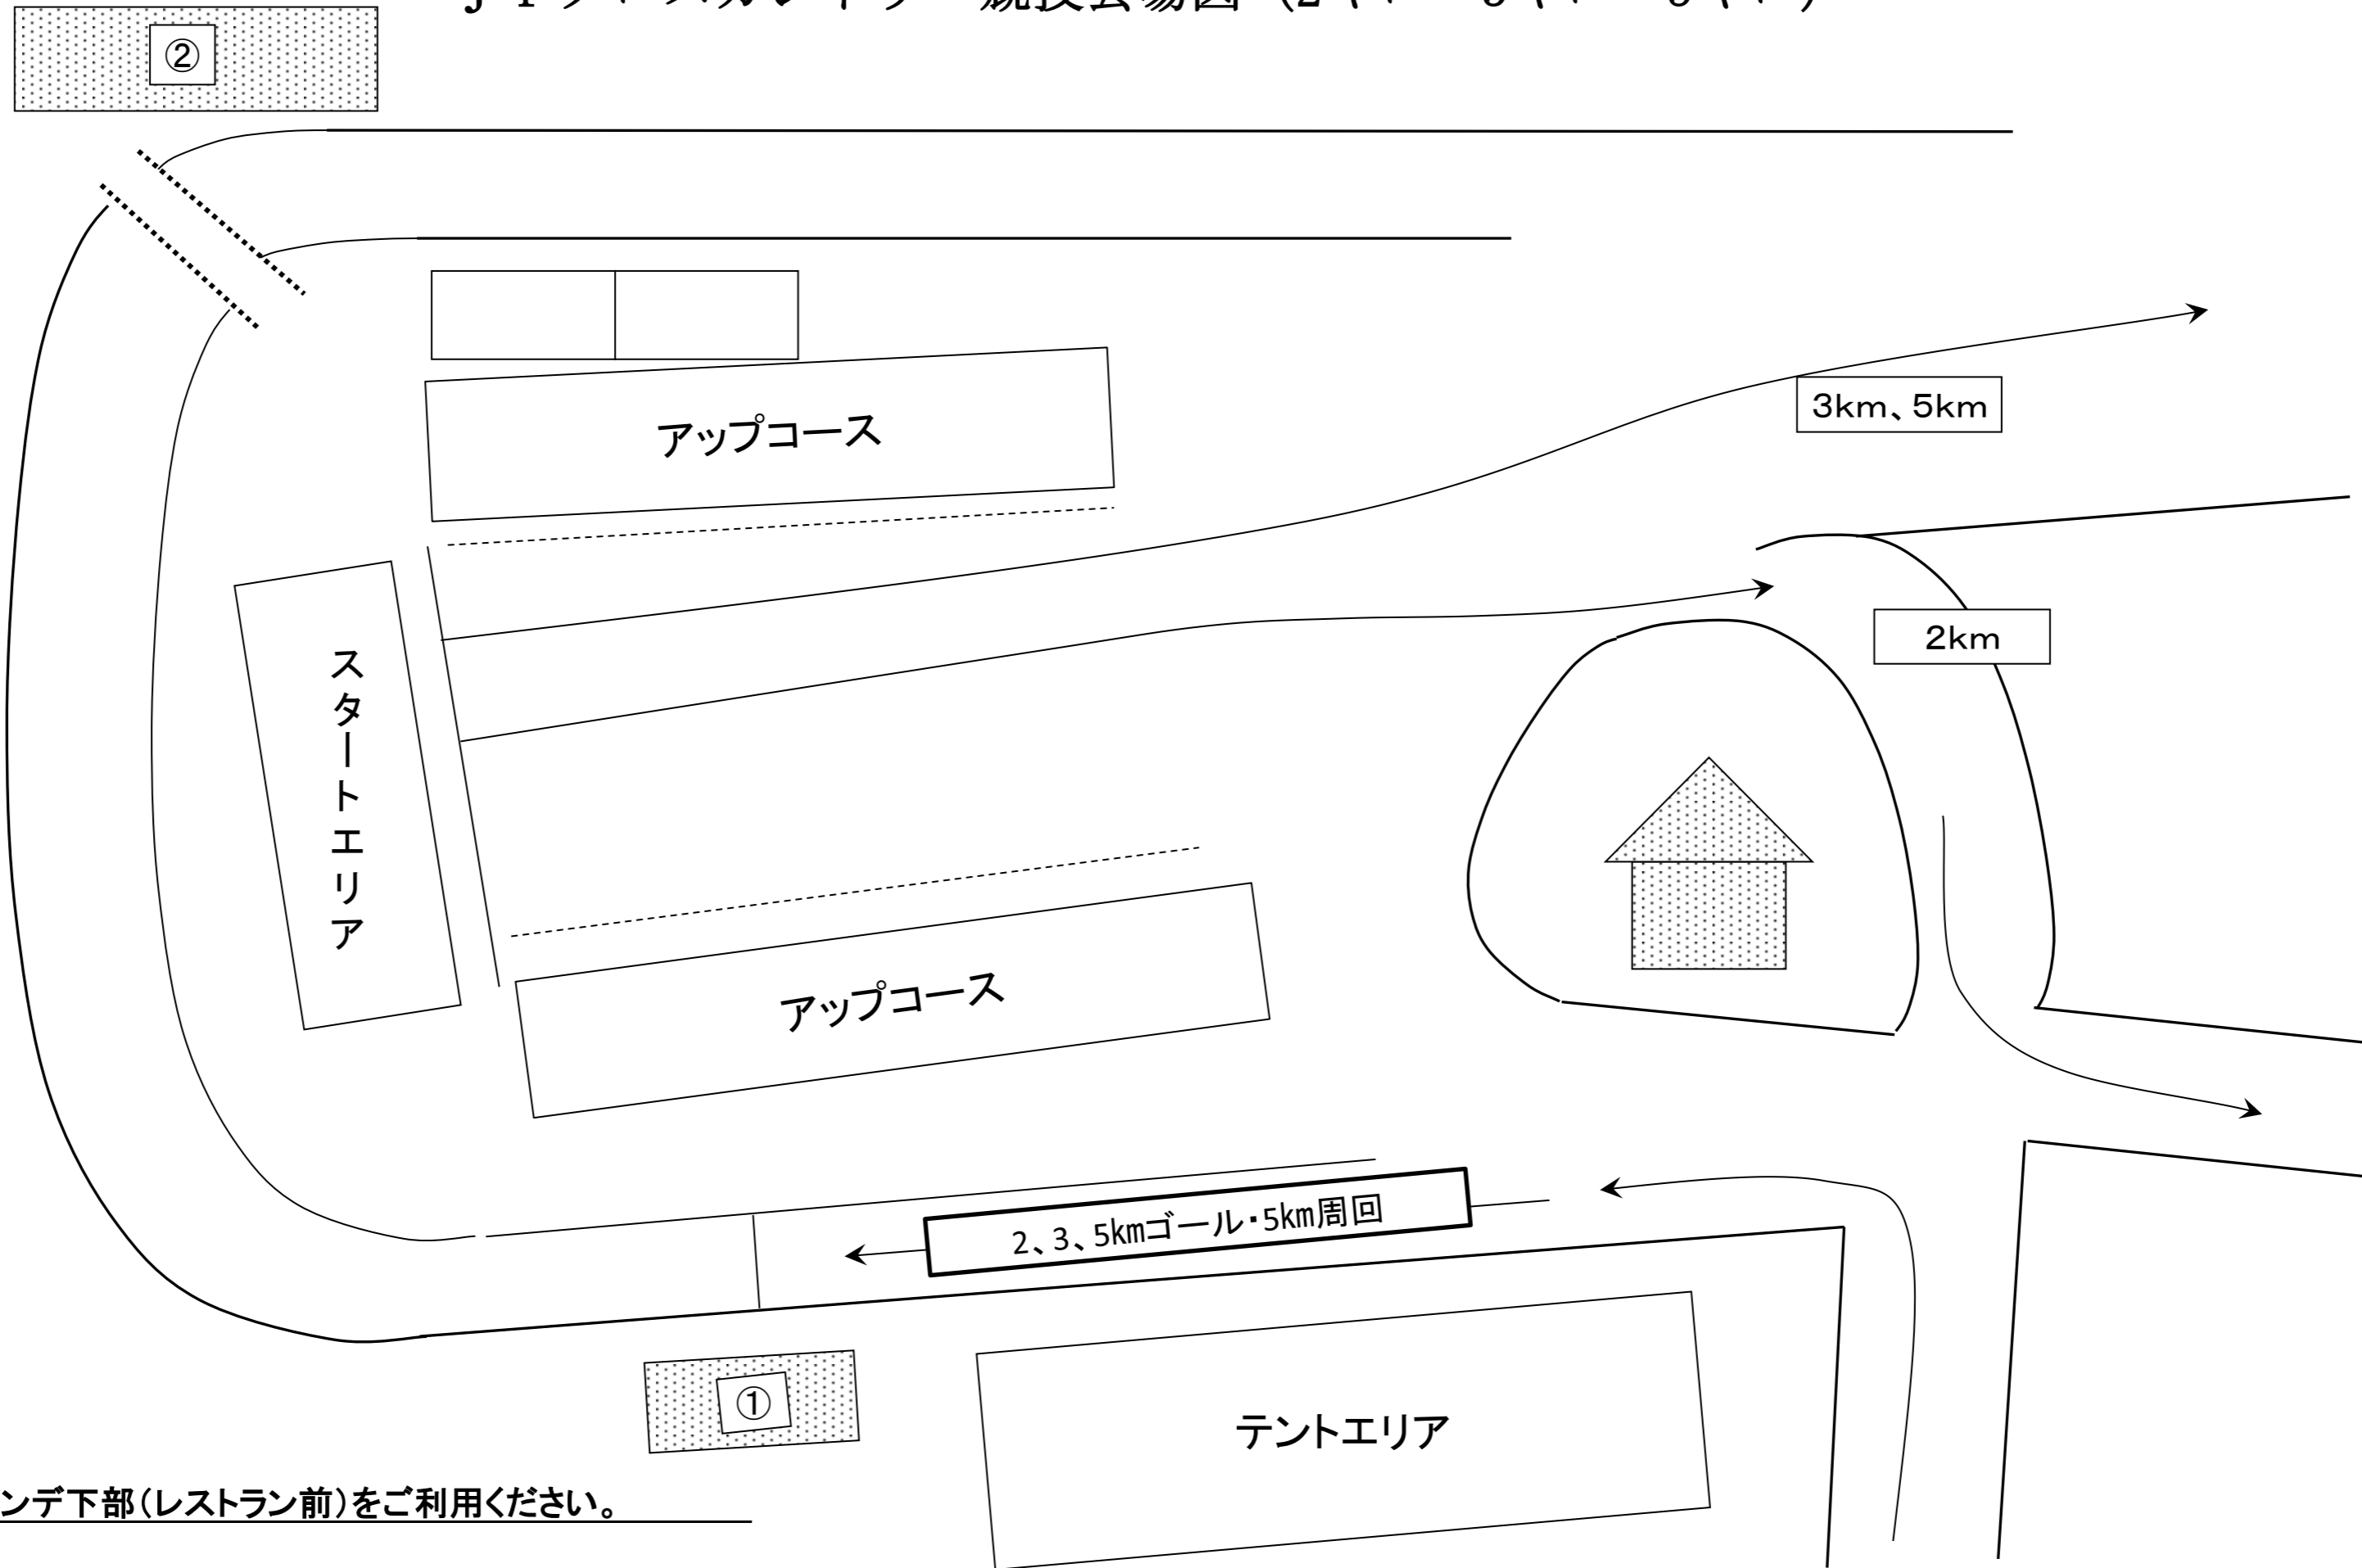 ②
アップコース
3km、5km
2km
スタートエリア
アップコース
2、3、5㎞ゴール・5㎞周回
①
テントエリア
ンデ下部（レストラン前）をご利用ください。